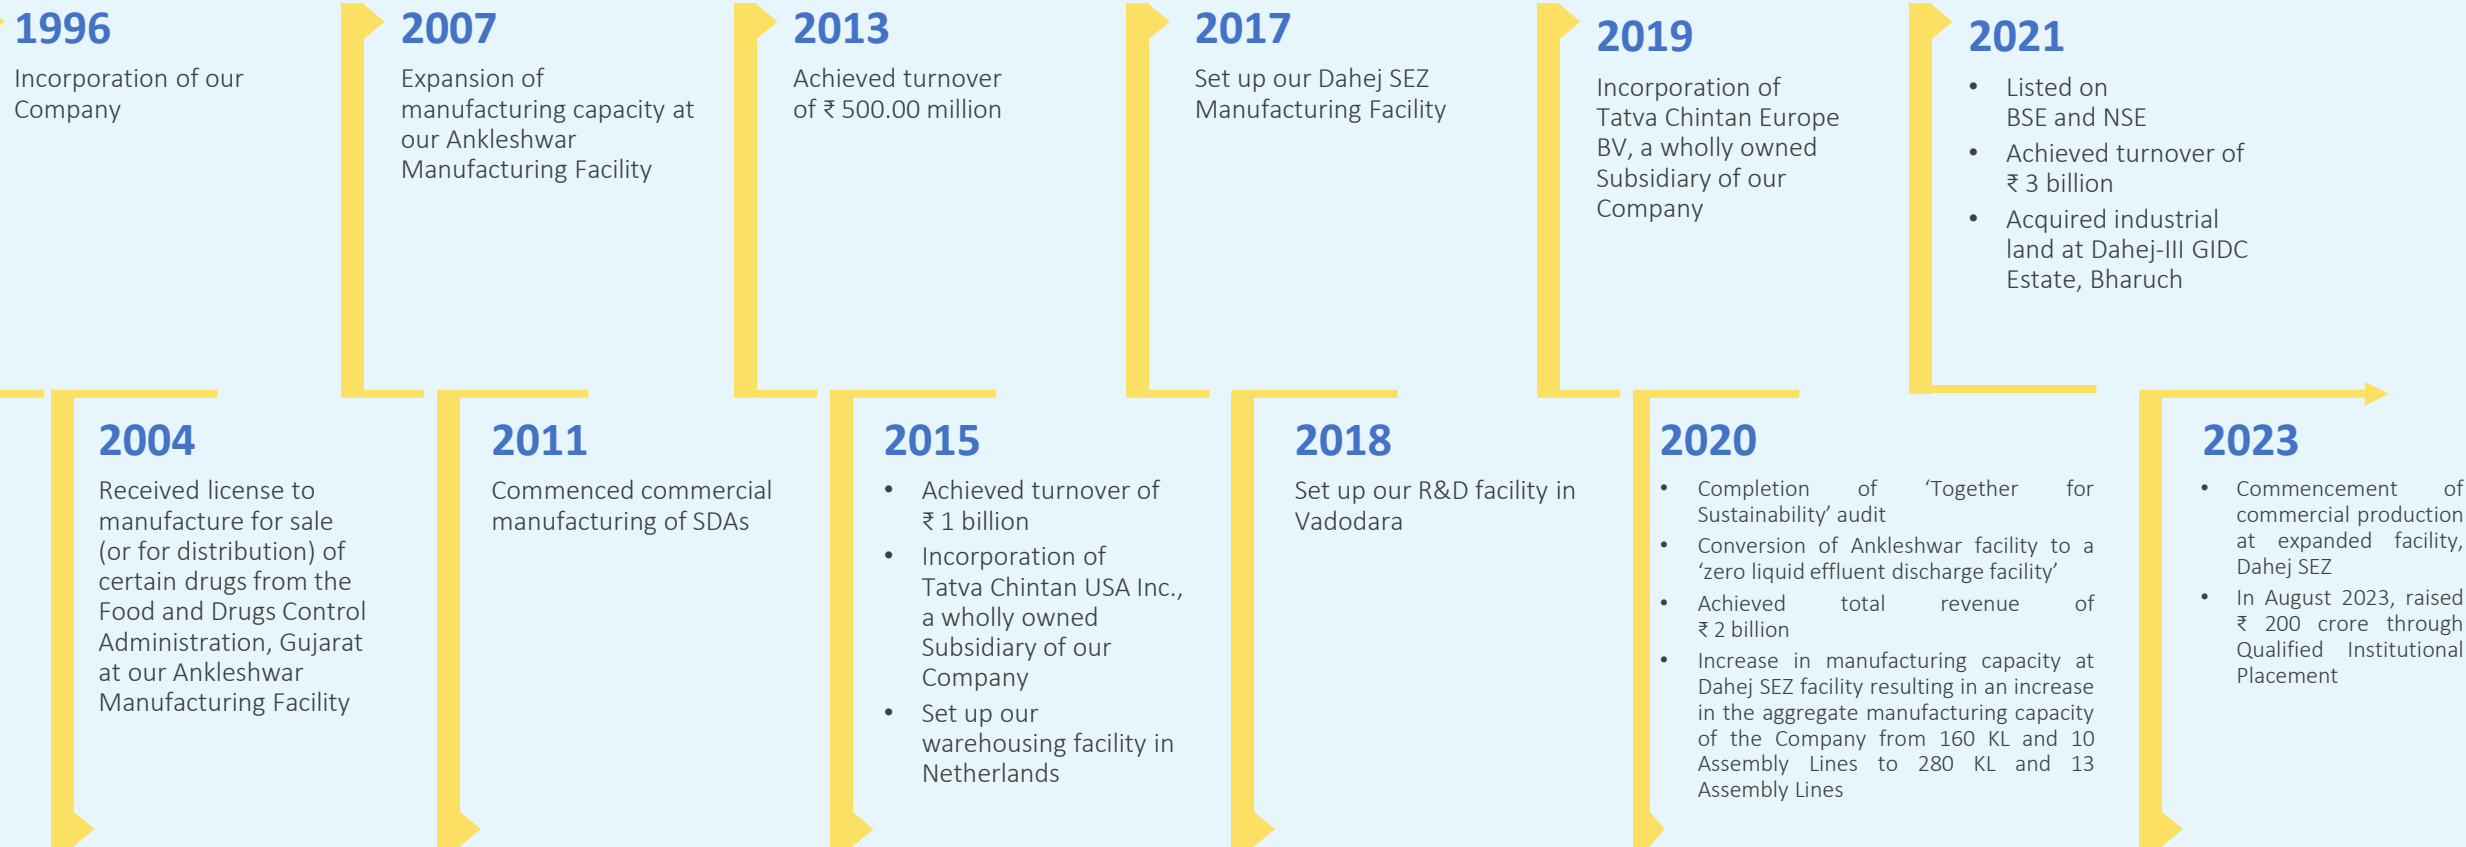 1996
Incorporation of our
Company
2004
Received license to
manufacture for sale
(or for distribution) of
certain drugs from the
Food and Drugs Control
Administration, Gujarat
at our Ankleshwar
Manufacturing Facility
2007
Expansion of
manufacturing capacity at
our Ankleshwar
Manufacturing Facility
2011
Commenced commercial
manufacturing of SDAs
2013
Achieved turnover
of ₹ 500.00 million
2015
• Achieved turnover of
₹ 1 billion
• Incorporation of
Tatva Chintan USA Inc.,
a wholly owned
Subsidiary of our
Company
• Set up our
warehousing facility in
Netherlands
2017
Set up our Dahej SEZ
Manufacturing Facility
2018
Set up our R&D facility in
Vadodara
2019
Incorporation of
Tatva Chintan Europe
BV, a wholly owned
Subsidiary of our
Company
2020
• Completion of ‘Together for
Sustainability’ audit
• Conversion of Ankleshwar facility to a
‘zero liquid effluent discharge facility’
• Achieved total revenue of
₹ 2 billion
• Increase in manufacturing capacity at
Dahej SEZ facility resulting in an increase
in the aggregate manufacturing capacity
of the Company from 160 KL and 10
Assembly Lines to 280 KL and 13
Assembly Lines
2021
• Listed on
BSE and NSE
• Achieved turnover of
₹ 3 billion
• Acquired industrial
land at Dahej-III GIDC
Estate, Bharuch
2023
• Commencement of
commercial production
at expanded facility,
Dahej SEZ
• In August 2023, raised
₹ 200 crore through
Qualified Institutional
Placement